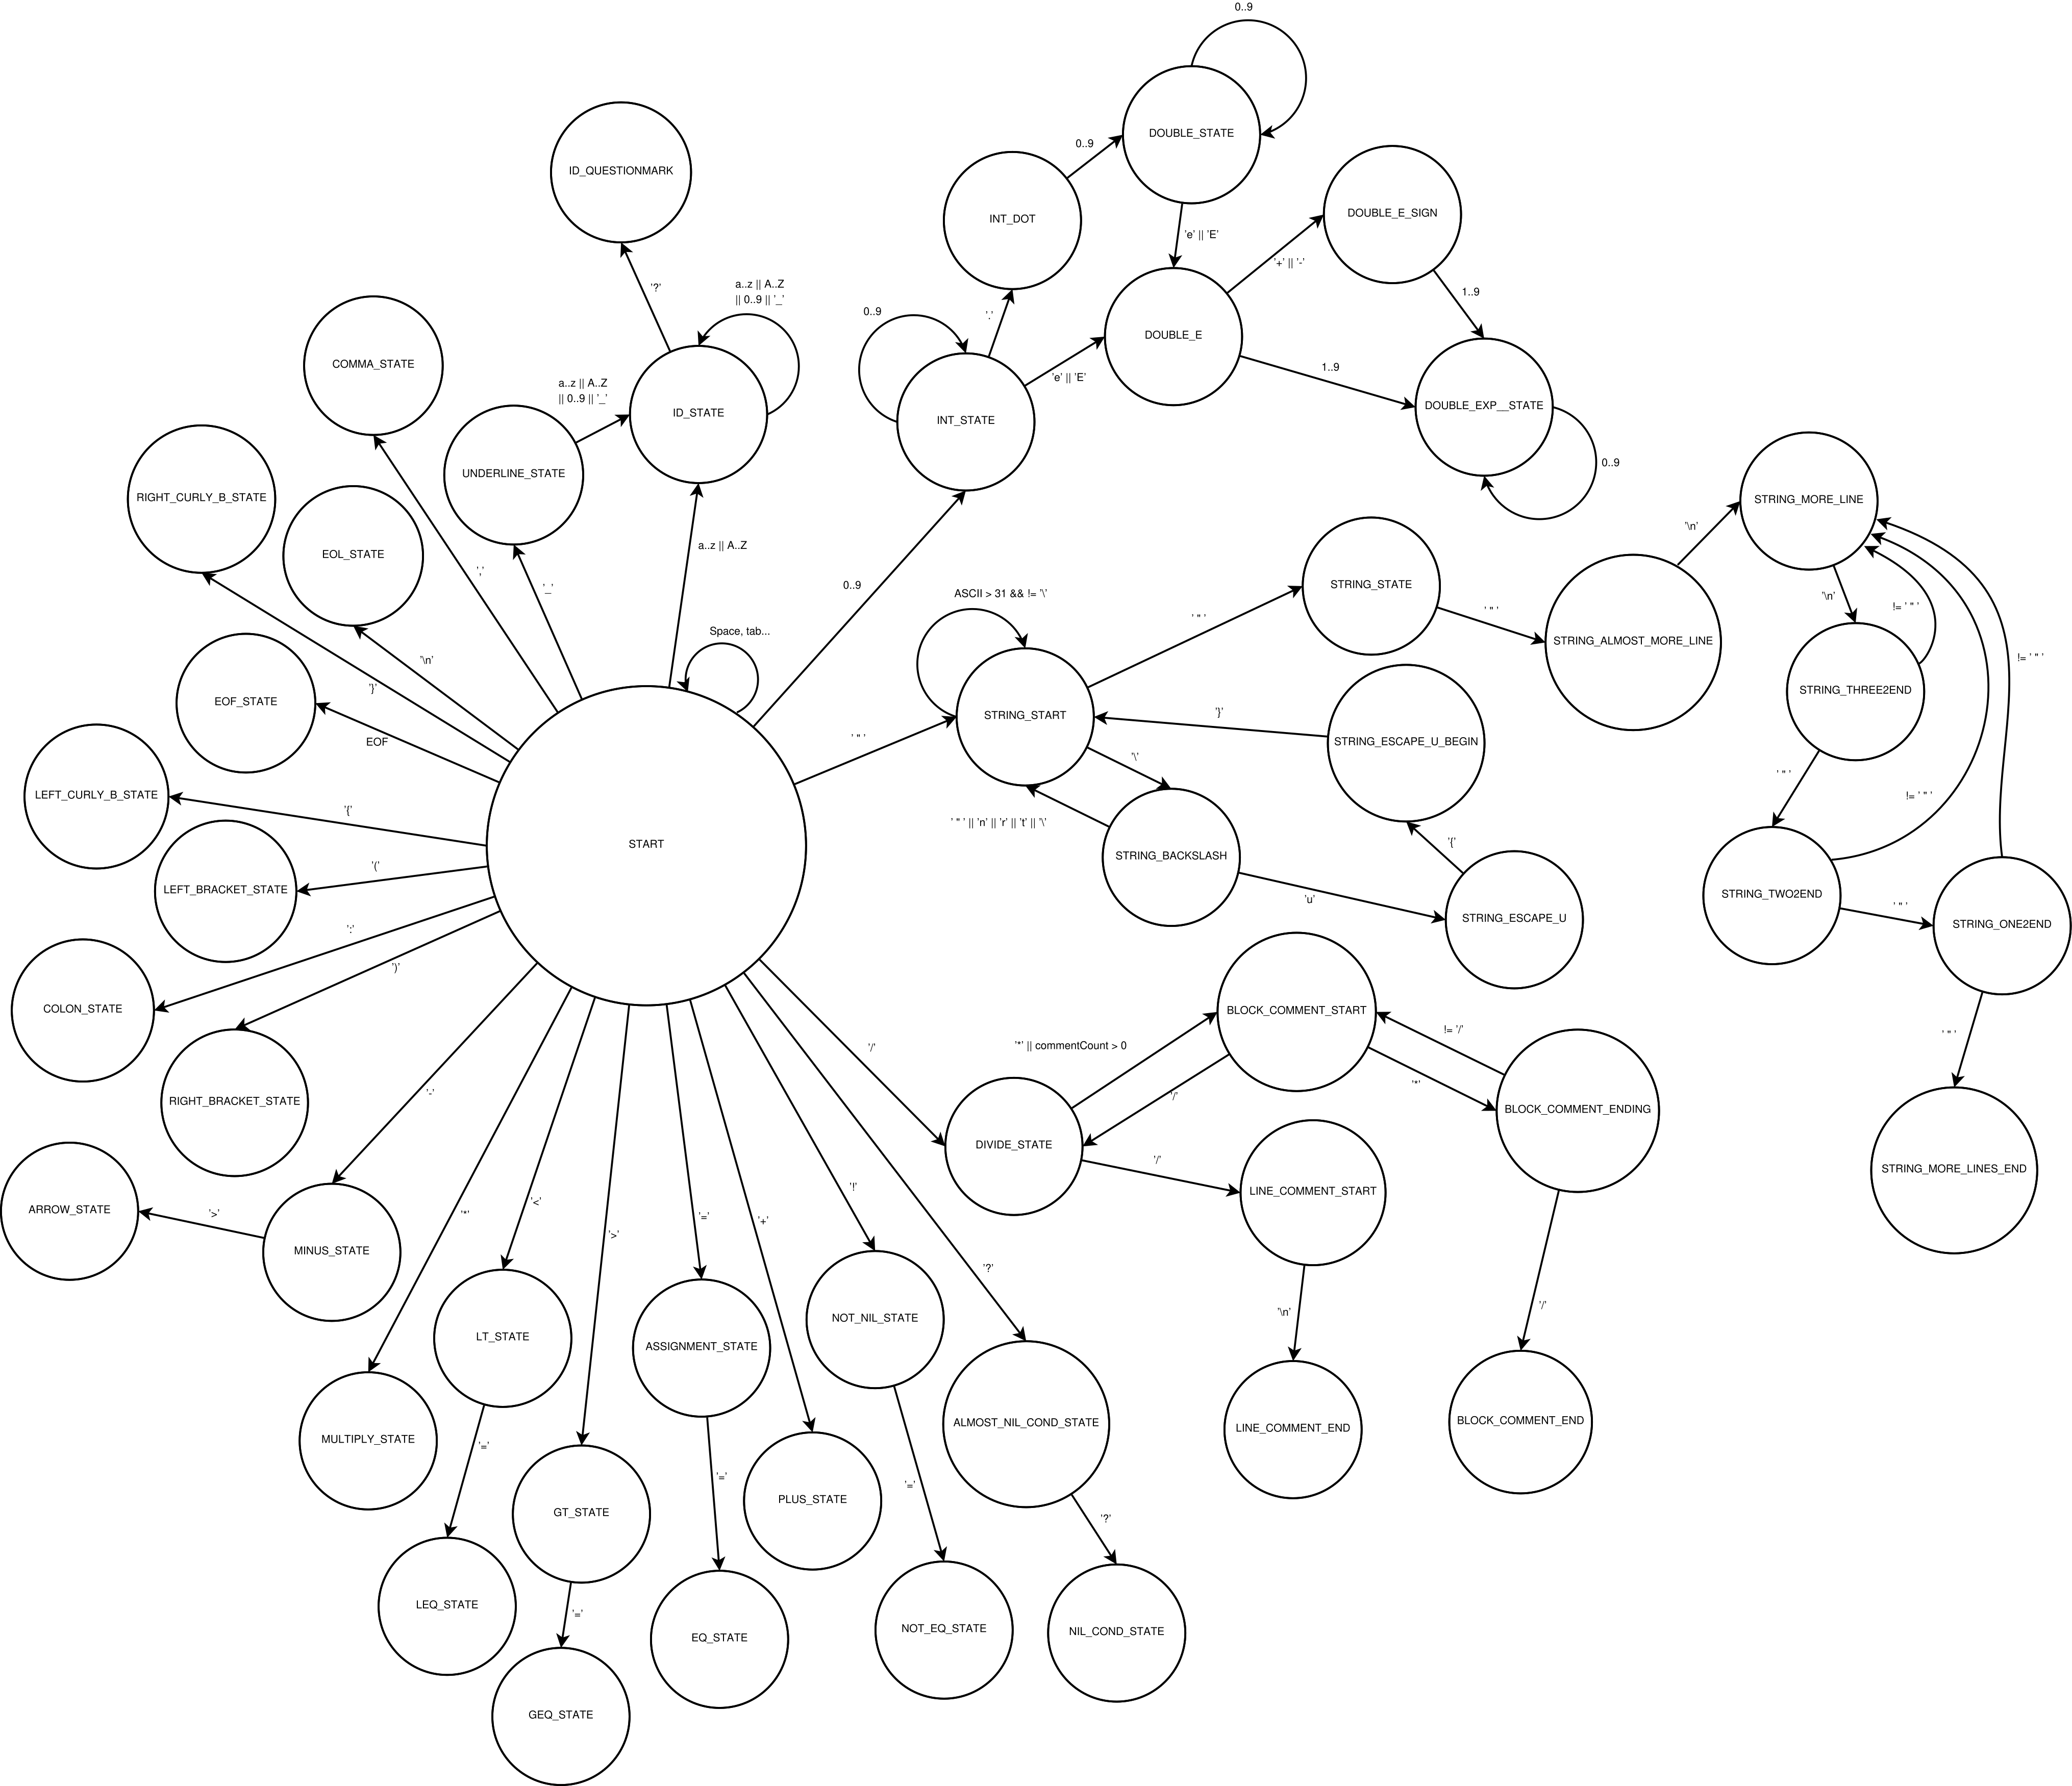 0..9
DOUBLE_STATE
0..9
ID_QUESTIONMARK
DOUBLE_E_SIGN
INT_DOT
'e' || 'E'
'+' || '-'
'?'
a..z || A..Z
|| 0..9 || '_'
1..9
0..9
'.'
DOUBLE_E
COMMA_STATE
1..9
'e' || 'E'
a..z || A..Z
|| 0..9 || '_'
DOUBLE_EXP__STATE
ID_STATE
INT_STATE
0..9
UNDERLINE_STATE
RIGHT_CURLY_B_STATE
STRING_MORE_LINE
'\n'
EOL_STATE
a..z || A..Z
','
'_'
0..9
STRING_STATE
ASCII > 31 && != '\'
'\n'
!= ' " '
' " '
' " '
Space, tab...
STRING_ALMOST_MORE_LINE
'\n'
!= ' " '
'}'
STRING_THREE2END
EOF_STATE
STRING_START
'}'
EOF
' " '
STRING_ESCAPE_U_BEGIN
'\'
' " '
LEFT_CURLY_B_STATE
'{'
!= ' " '
' " ' || 'n' || 'r' || 't' || '\'
START
'{'
STRING_BACKSLASH
'('
LEFT_BRACKET_STATE
'u'
STRING_ESCAPE_U
STRING_TWO2END
' " '
STRING_ONE2END
':'
')'
COLON_STATE
BLOCK_COMMENT_START
!= '/'
' " '
'/'
'*' || commentCount > 0
'*'
'-'
RIGHT_BRACKET_STATE
'/'
BLOCK_COMMENT_ENDING
DIVIDE_STATE
'/'
STRING_MORE_LINES_END
'!'
LINE_COMMENT_START
'<'
ARROW_STATE
'>'
'*'
'='
'+'
'>'
MINUS_STATE
'?'
'\n'
'/'
NOT_NIL_STATE
LT_STATE
ASSIGNMENT_STATE
ALMOST_NIL_COND_STATE
LINE_COMMENT_END
BLOCK_COMMENT_END
MULTIPLY_STATE
'='
'='
'='
PLUS_STATE
GT_STATE
'?'
LEQ_STATE
'='
EQ_STATE
NOT_EQ_STATE
NIL_COND_STATE
GEQ_STATE